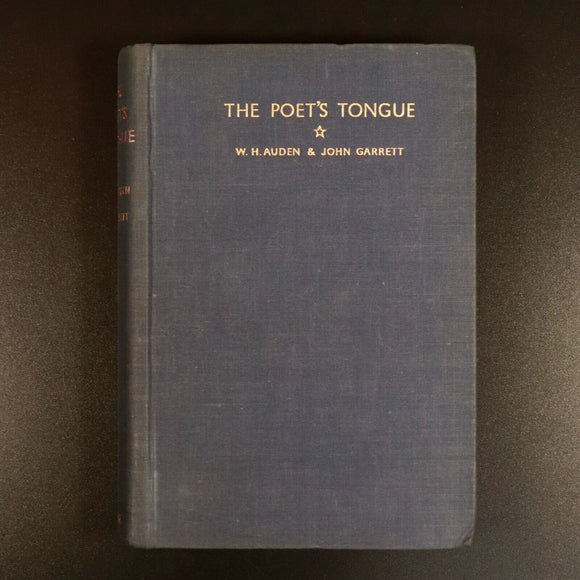 THE POET'S TONGUE
W. H. AUDEN & JOHN GARRETT